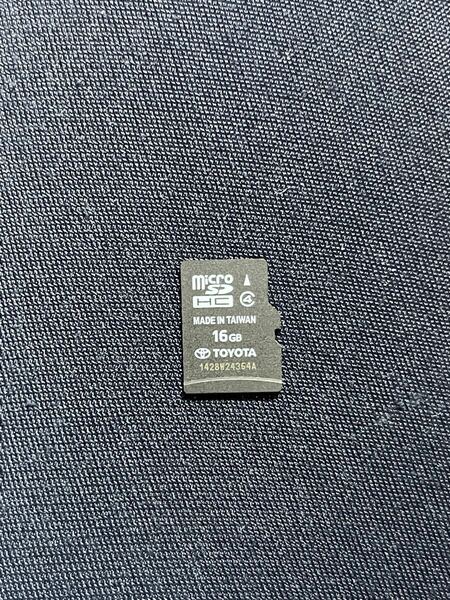 micro
SD
HC 4
MADE IN TAIWAN
16GB
TOYOTA
1428W24364A